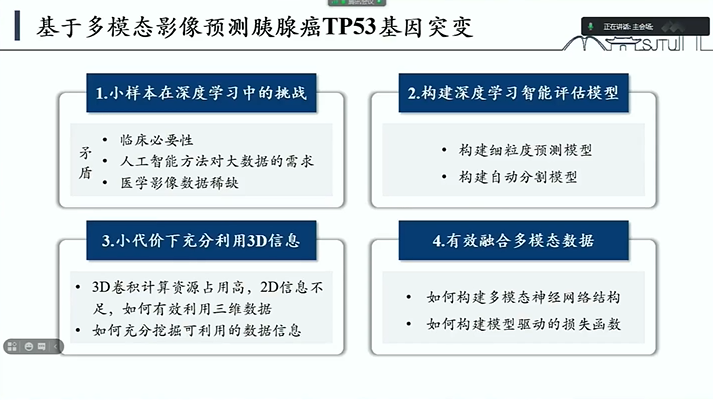 基于多模态影像预测胰腺癌TP53基因突变
正在讲话: 主会场;
SJTU
1.小样本在深度学习中的挑战
矛盾
• 临床必要性
• 人工智能方法对大数据的需求
• 医学影像数据稀缺
2.构建深度学习智能评估模型
• 构建细粒度预测模型
• 构建自动分割模型
3.小代价下充分利用3D信息
• 3D卷积计算资源占用高，2D信息不
足，如何有效利用三维数据
• 如何充分挖掘可利用的数据信息
4.有效融合多模态数据
• 如何构建多模态神经网络结构
• 如何构建模型驱动的损失函数